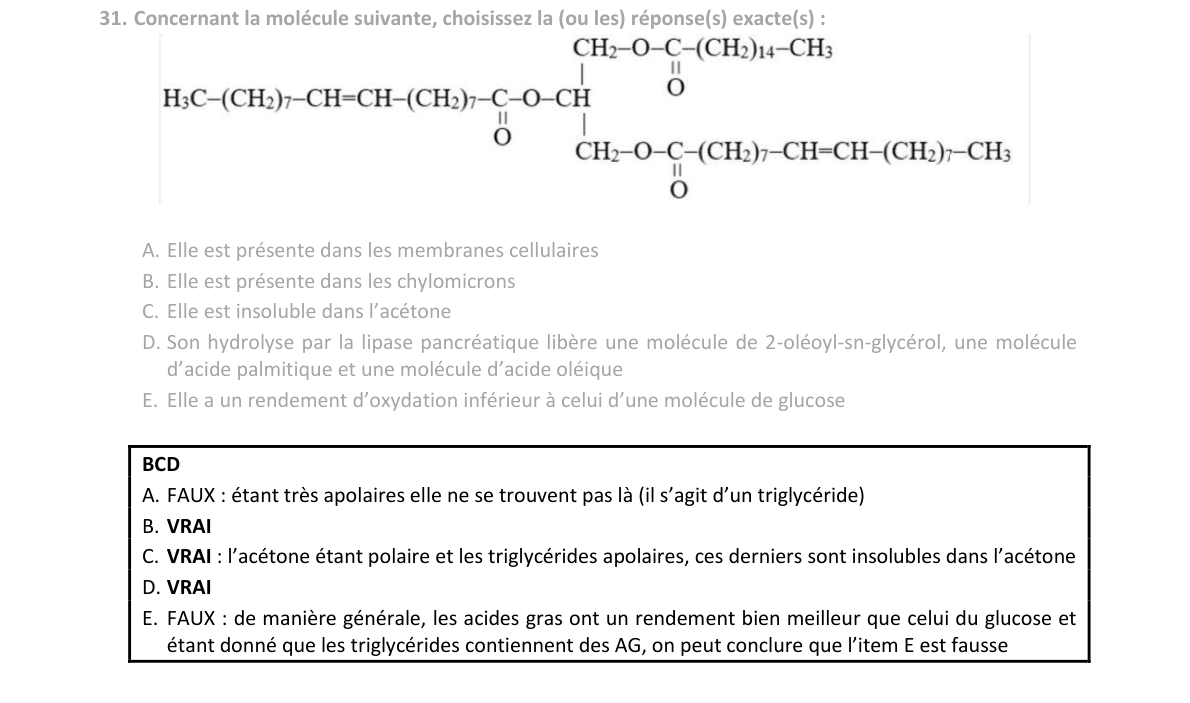 31. Concernant la molécule suivante, choisissez la (ou les) réponse(s) exacte(s) :
CH2–O–C–(CH2)14–CH3
O
H3C–(CH2)7–CH=CH–(CH2)7–C–O–CH
O
CH2–O–C–(CH2)7–CH=CH–(CH2)7–CH3
O
A. Elle est présente dans les membranes cellulaires
B. Elle est présente dans les chylomicrons
C. Elle est insoluble dans l’acétone
D. Son hydrolyse par la lipase pancréatique libère une molécule de 2-oléoyl-sn-glycérol, une molécule
d’acide palmitique et une molécule d’acide oléique
E. Elle a un rendement d’oxydation inférieur à celui d’une molécule de glucose
BCD
A. FAUX : étant très apolaires elle ne se trouvent pas là (il s’agit d’un triglycéride)
B. VRAI
C. VRAI : l’acétone étant polaire et les triglycérides apolaires, ces derniers sont insolubles dans l’acétone
D. VRAI
E. FAUX : de manière générale, les acides gras ont un rendement bien meilleur que celui du glucose et
étant donné que les triglycérides contiennent des AG, on peut conclure que l’item E est fausse